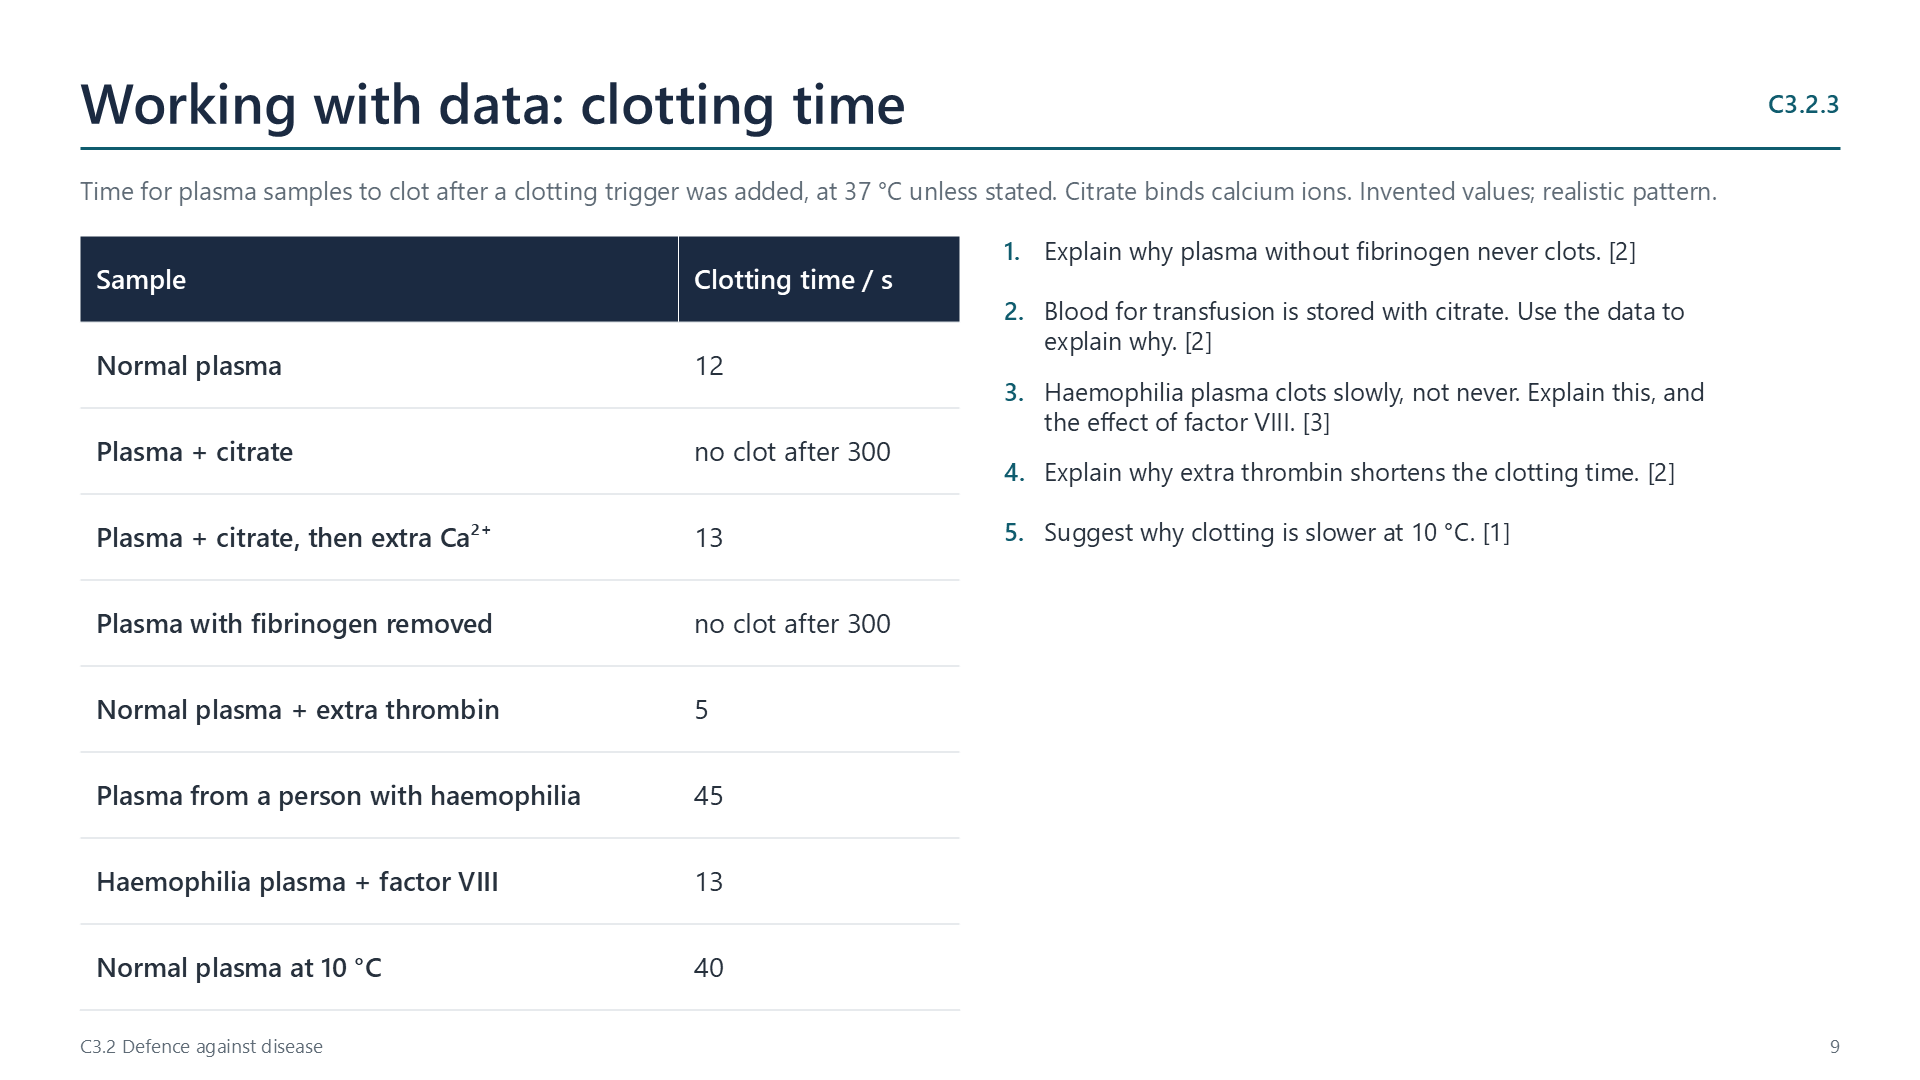 Working with data: clotting time
C3.2.3
Time for plasma samples to clot after a clotting trigger was added, at 37 °C unless stated. Citrate binds calcium ions. Invented values; realistic pattern.
Sample Clotting time / s
Normal plasma 12
Plasma + citrate no clot after 300
Plasma + citrate, then extra Ca²⁺ 13
Plasma with fibrinogen removed no clot after 300
Normal plasma + extra thrombin 5
Plasma from a person with haemophilia 45
Haemophilia plasma + factor VIII 13
Normal plasma at 10 °C 40
1. Explain why plasma without fibrinogen never clots. [2]
2. Blood for transfusion is stored with citrate. Use the data to
explain why. [2]
3. Haemophilia plasma clots slowly, not never. Explain this, and
the effect of factor VIII. [3]
4. Explain why extra thrombin shortens the clotting time. [2]
5. Suggest why clotting is slower at 10 °C. [1]
C3.2 Defence against disease
9